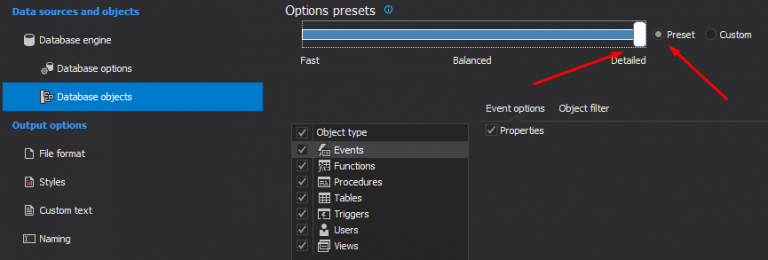 Data sources and objects
Database engine
Database options
Database objects
Output options
File format
Styles
Custom text
Naming
Options presets
Preset
Custom
Fast
Balanced
Detailed
Object type
Events
Functions
Procedures
Tables
Triggers
Users
Views
Event options
Object filter
Properties